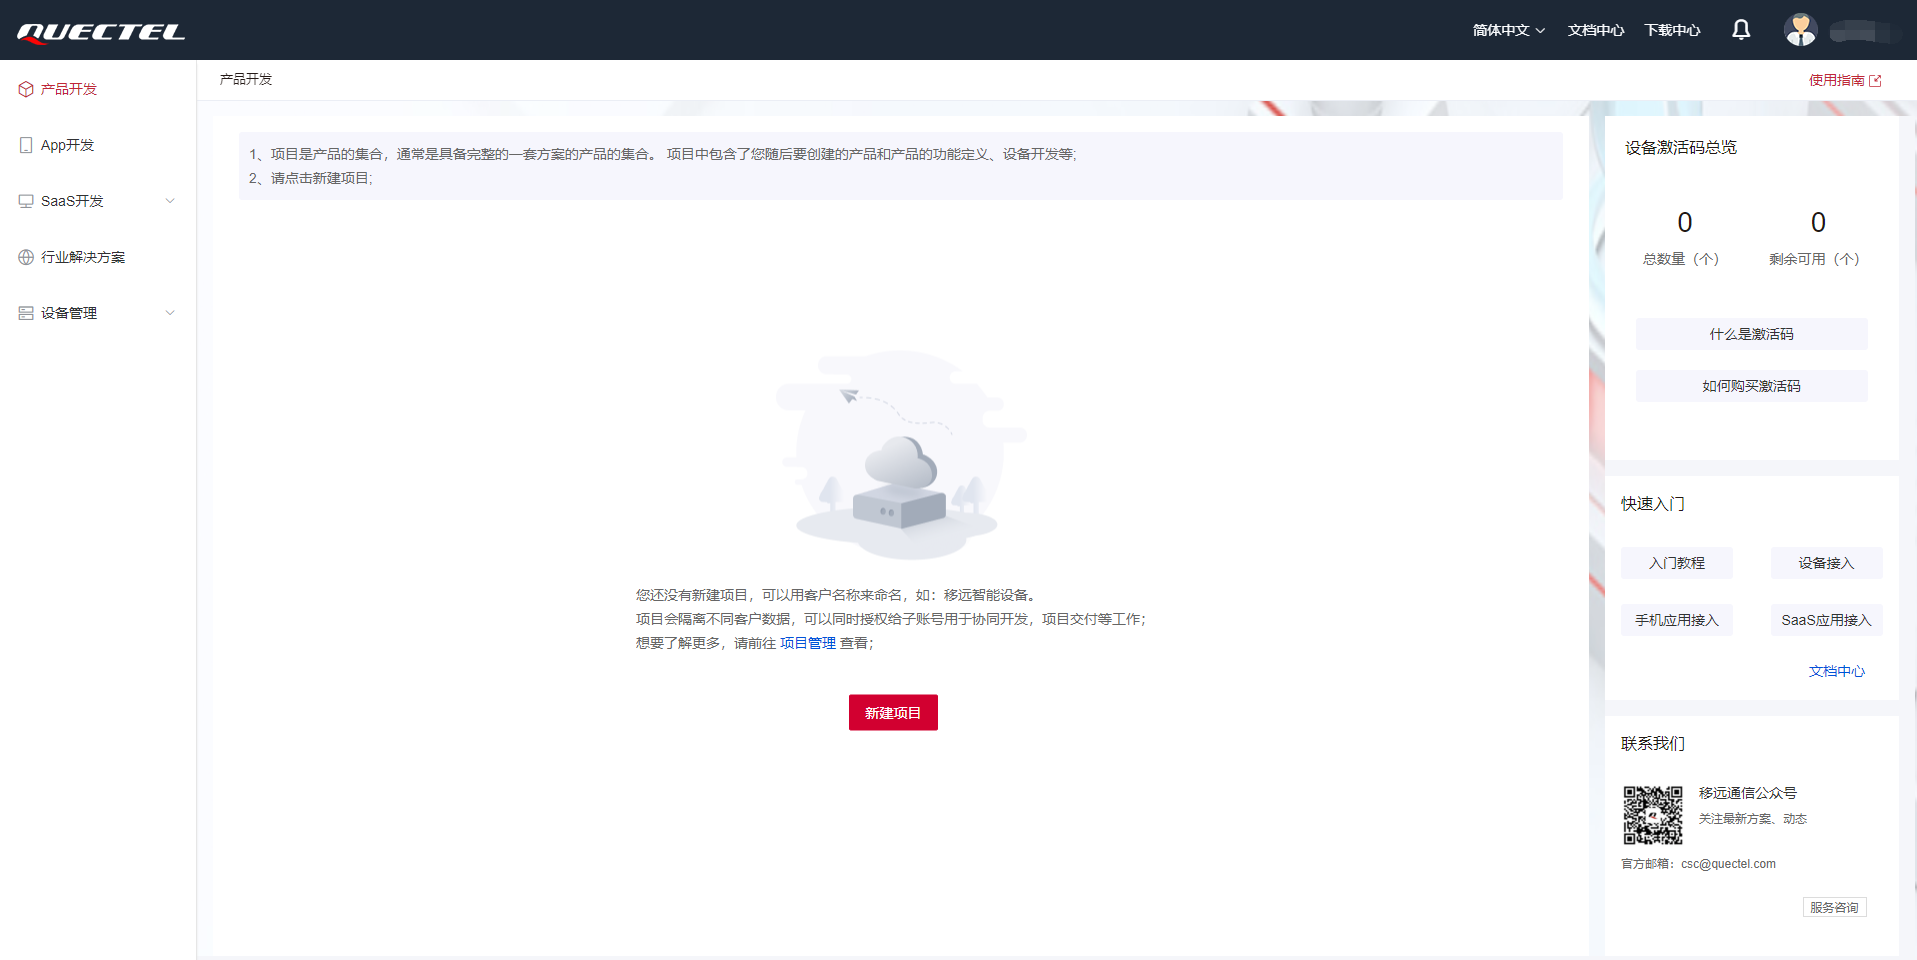 QUECTEL
简体中文
文档中心
下载中心
产品开发
App开发
SaaS开发
行业解决方案
设备管理
产品开发
使用指南
1、项目是产品的集合，通常是具备完整的一套方案的产品的集合。 项目中包含了您随后要创建的产品和产品的功能定义、设备开发等;
2、请点击新建项目;
您还没有新建项目，可以用客户名称来命名，如：移远智能设备。
项目会隔离不同客户数据，可以同时授权给子账号用于协同开发，项目交付等工作；
想要了解更多，请前往 项目管理 查看；
新建项目
设备激活码总览
0
0
总数量（个）
剩余可用（个）
什么是激活码
如何购买激活码
快速入门
入门教程
设备接入
手机应用接入
SaaS应用接入
文档中心
联系我们
移远通信公众号
关注最新方案、动态
官方邮箱：csc@quectel.com
服务咨询